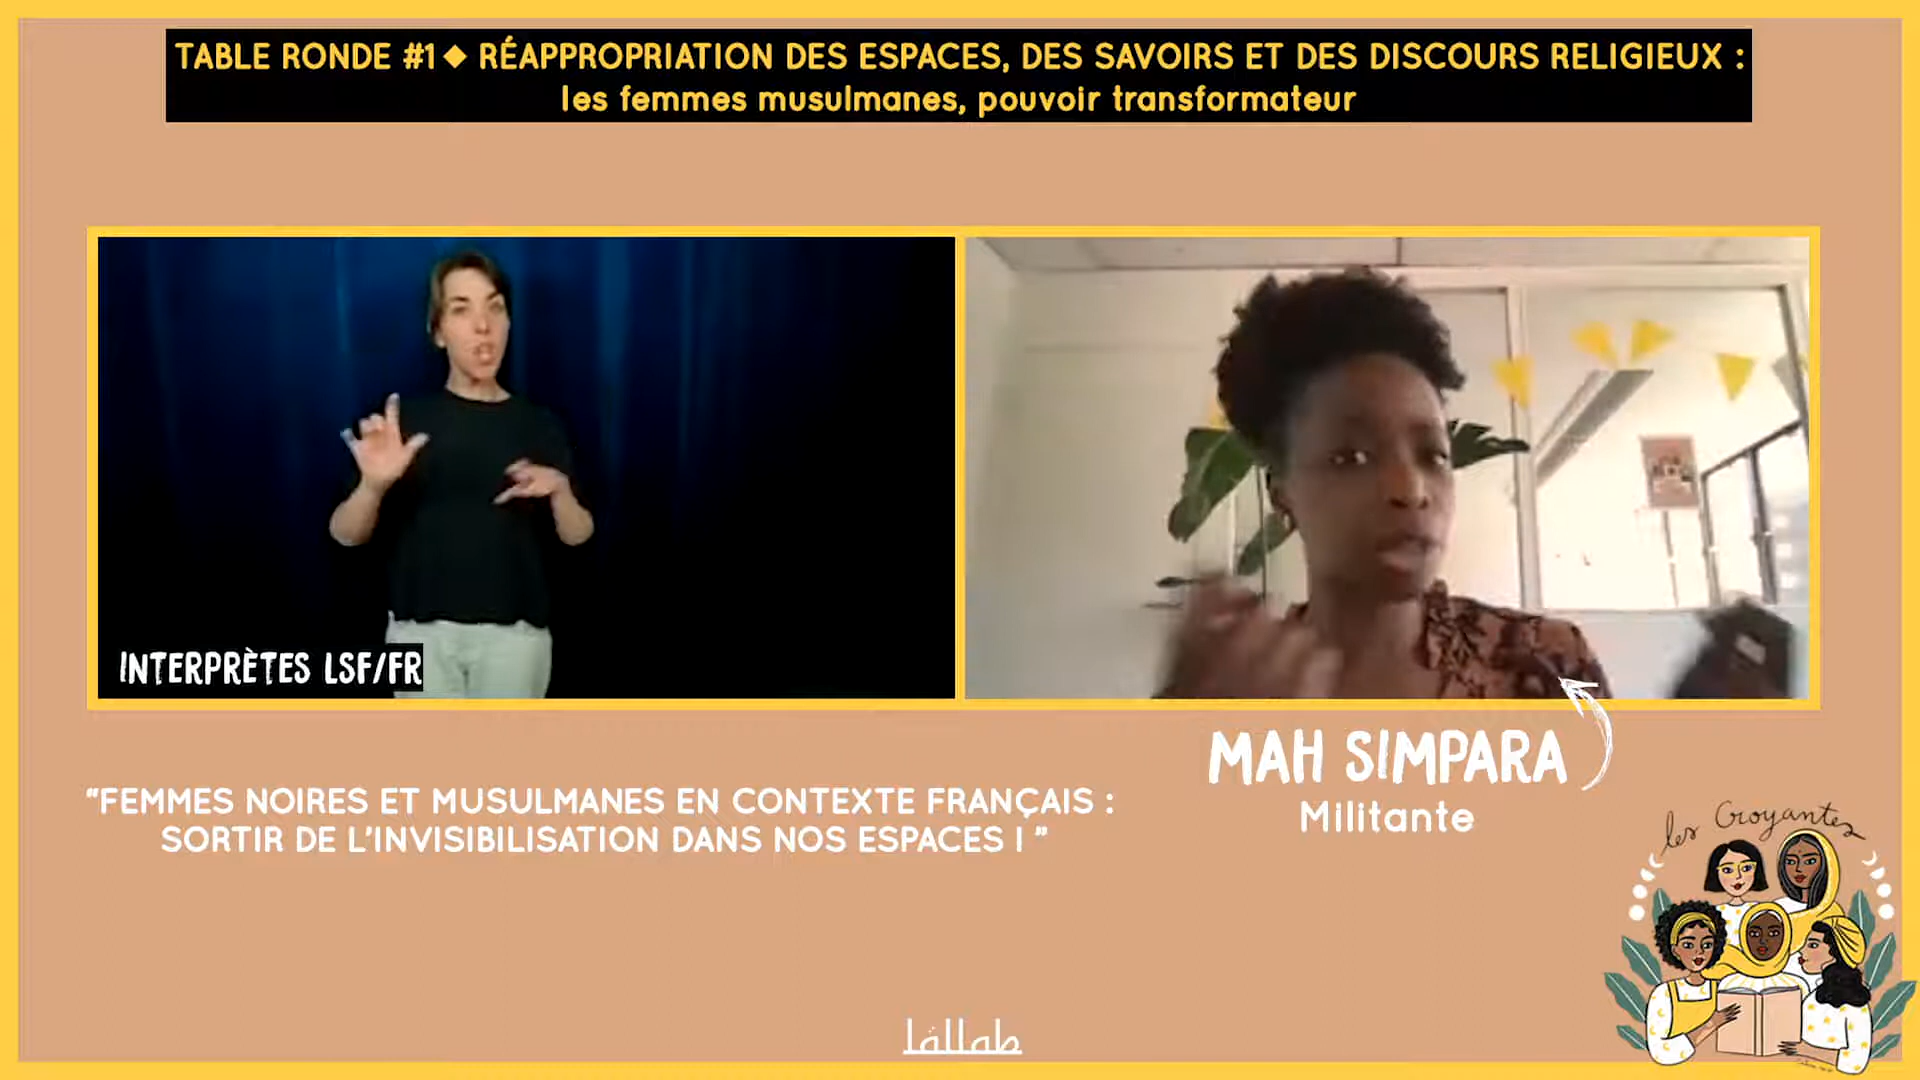 TABLE RONDE #1 ◆ RÉAPPROPRIATION DES ESPACES, DES SAVOIRS ET DES DISCOURS RELIGIEUX :
les femmes musulmanes, pouvoir transformateur
INTERPRÈTES LSF/FR
MAH SIMPARA
Militante
"FEMMES NOIRES ET MUSULMANES EN CONTEXTE FRANÇAIS :
SORTIR DE L'INVISIBILISATION DANS NOS ESPACES ! "
les Croyantes
lallab